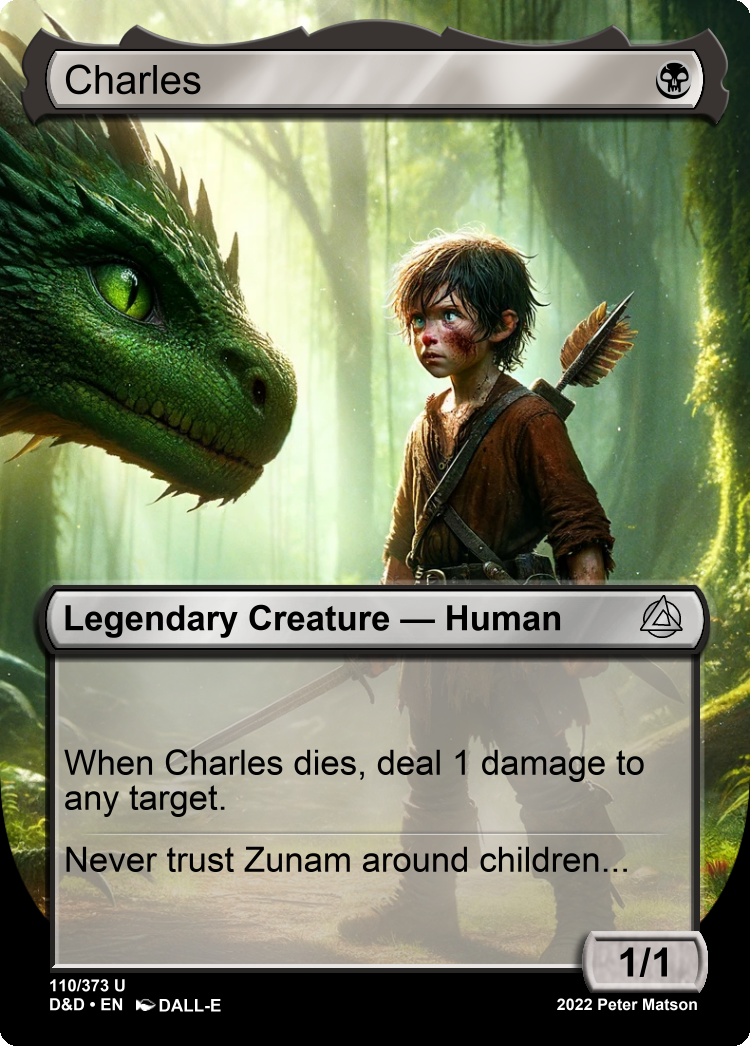 Charles
Legendary Creature — Human
When Charles dies, deal 1 damage to
any target.
Never trust Zunam around children...
1/1
110/373 U
D&D • EN DALL-E
2022 Peter Matson